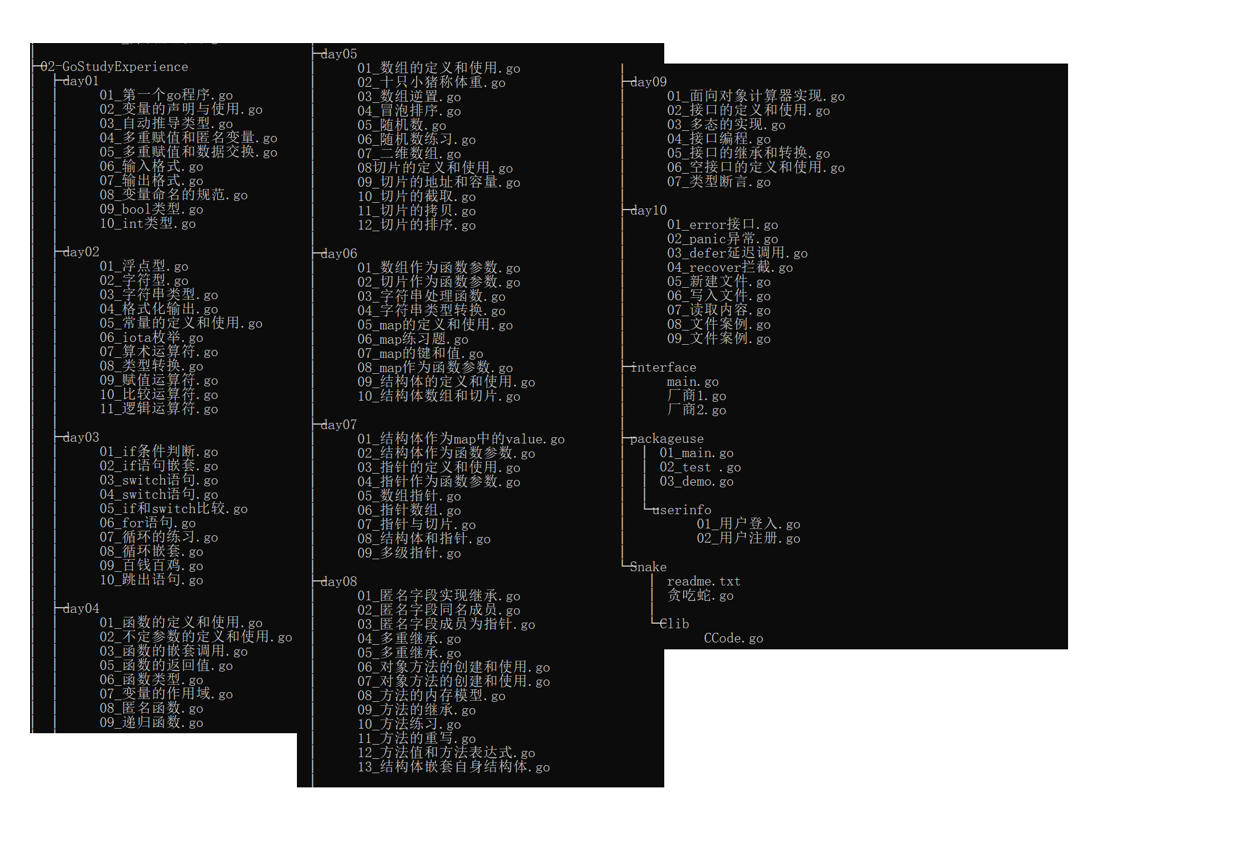 02-GoStudyExperience
day01
01_第一个go程序.go
02_变量的声明与使用.go
03_自动推导类型.go
04_多重赋值和匿名变量.go
05_多重赋值和数据交换.go
06_输入格式.go
07_输出格式.go
08_变量命名的规范.go
09_bool类型.go
10_int类型.go
day02
01_浮点型.go
02_字符型.go
03_字符串类型.go
04_格式化输出.go
05_常量的定义和使用.go
06_iota枚举.go
07_算术运算符.go
08_类型转换.go
09_赋值运算符.go
10_比较运算符.go
11_逻辑运算符.go
day03
01_if条件判断.go
02_if语句嵌套.go
03_switch语句.go
04_switch语句.go
05_if和switch比较.go
06_for语句.go
07_循环的练习.go
08_循环嵌套.go
09_百钱百鸡.go
10_跳出语句.go
day04
01_函数的定义和使用.go
02_不定参数的定义和使用.go
03_函数的嵌套调用.go
05_函数的返回值.go
06_函数类型.go
07_变量的作用域.go
08_匿名函数.go
09_递归函数.go
day05
01_数组的定义和使用.go
02_十只小猪称体重.go
03_数组逆置.go
04_冒泡排序.go
05_随机数.go
06_随机数练习.go
07_二维数组.go
08切片的定义和使用.go
09_切片的地址和容量.go
10_切片的截取.go
11_切片的拷贝.go
12_切片的排序.go
day06
01_数组作为函数参数.go
02_切片作为函数参数.go
03_字符串处理函数.go
04_字符串类型转换.go
05_map的定义和使用.go
06_map练习题.go
07_map的键和值.go
08_map作为函数参数.go
09_结构体的定义和使用.go
10_结构体数组和切片.go
day07
01_结构体作为map中的value.go
02_结构体作为函数参数.go
03_指针的定义和使用.go
04_指针作为函数参数.go
05_数组指针.go
06_指针数组.go
07_指针与切片.go
08_结构体和指针.go
09_多级指针.go
day08
01_匿名字段实现继承.go
02_匿名字段同名成员.go
03_匿名字段成员为指针.go
04_多重继承.go
05_多重继承.go
06_对象方法的创建和使用.go
07_对象方法的创建和使用.go
08_方法的内存模型.go
09_方法的继承.go
10_方法练习.go
11_方法的重写.go
12_方法值和方法表达式.go
13_结构体嵌套自身结构体.go
day09
01_面向对象计算器实现.go
02_接口的定义和使用.go
03_多态的实现.go
04_接口编程.go
05_接口的继承和转换.go
06_空接口的定义和使用.go
07_类型断言.go
day10
01_error接口.go
02_panic异常.go
03_defer延迟调用.go
04_recover拦截.go
05_新建文件.go
06_写入文件.go
07_读取内容.go
08_文件案例.go
09_文件案例.go
interface
main.go
厂商1.go
厂商2.go
packageuse
01_main.go
02_test .go
03_demo.go
userinfo
01_用户登入.go
02_用户注册.go
Snake
readme.txt
贪吃蛇.go
Clib
CCode.go